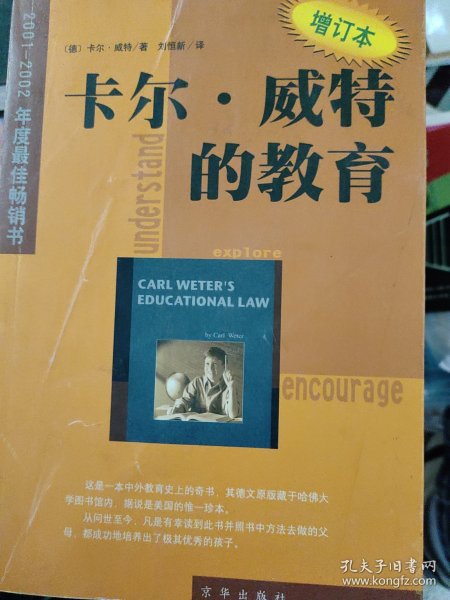 2001-2002 年度最佳畅销书
〔德〕卡尔·威特/著 刘恒新/译
增订本
卡尔·威特
的教育
understand
explore
CARL WETER'S
EDUCATIONAL LAW
by Carl Weter
encourage
这是一本中外教育史上的奇书，其德文原版藏于哈佛大
学图书馆内，据说是美国的惟一珍本。
从问世至今，凡是有幸读到此书并照书中方法去做的父
母，都成功地培养出了极其优秀的孩子。
京华出版社
孔夫子旧书网
www.kongfz.com